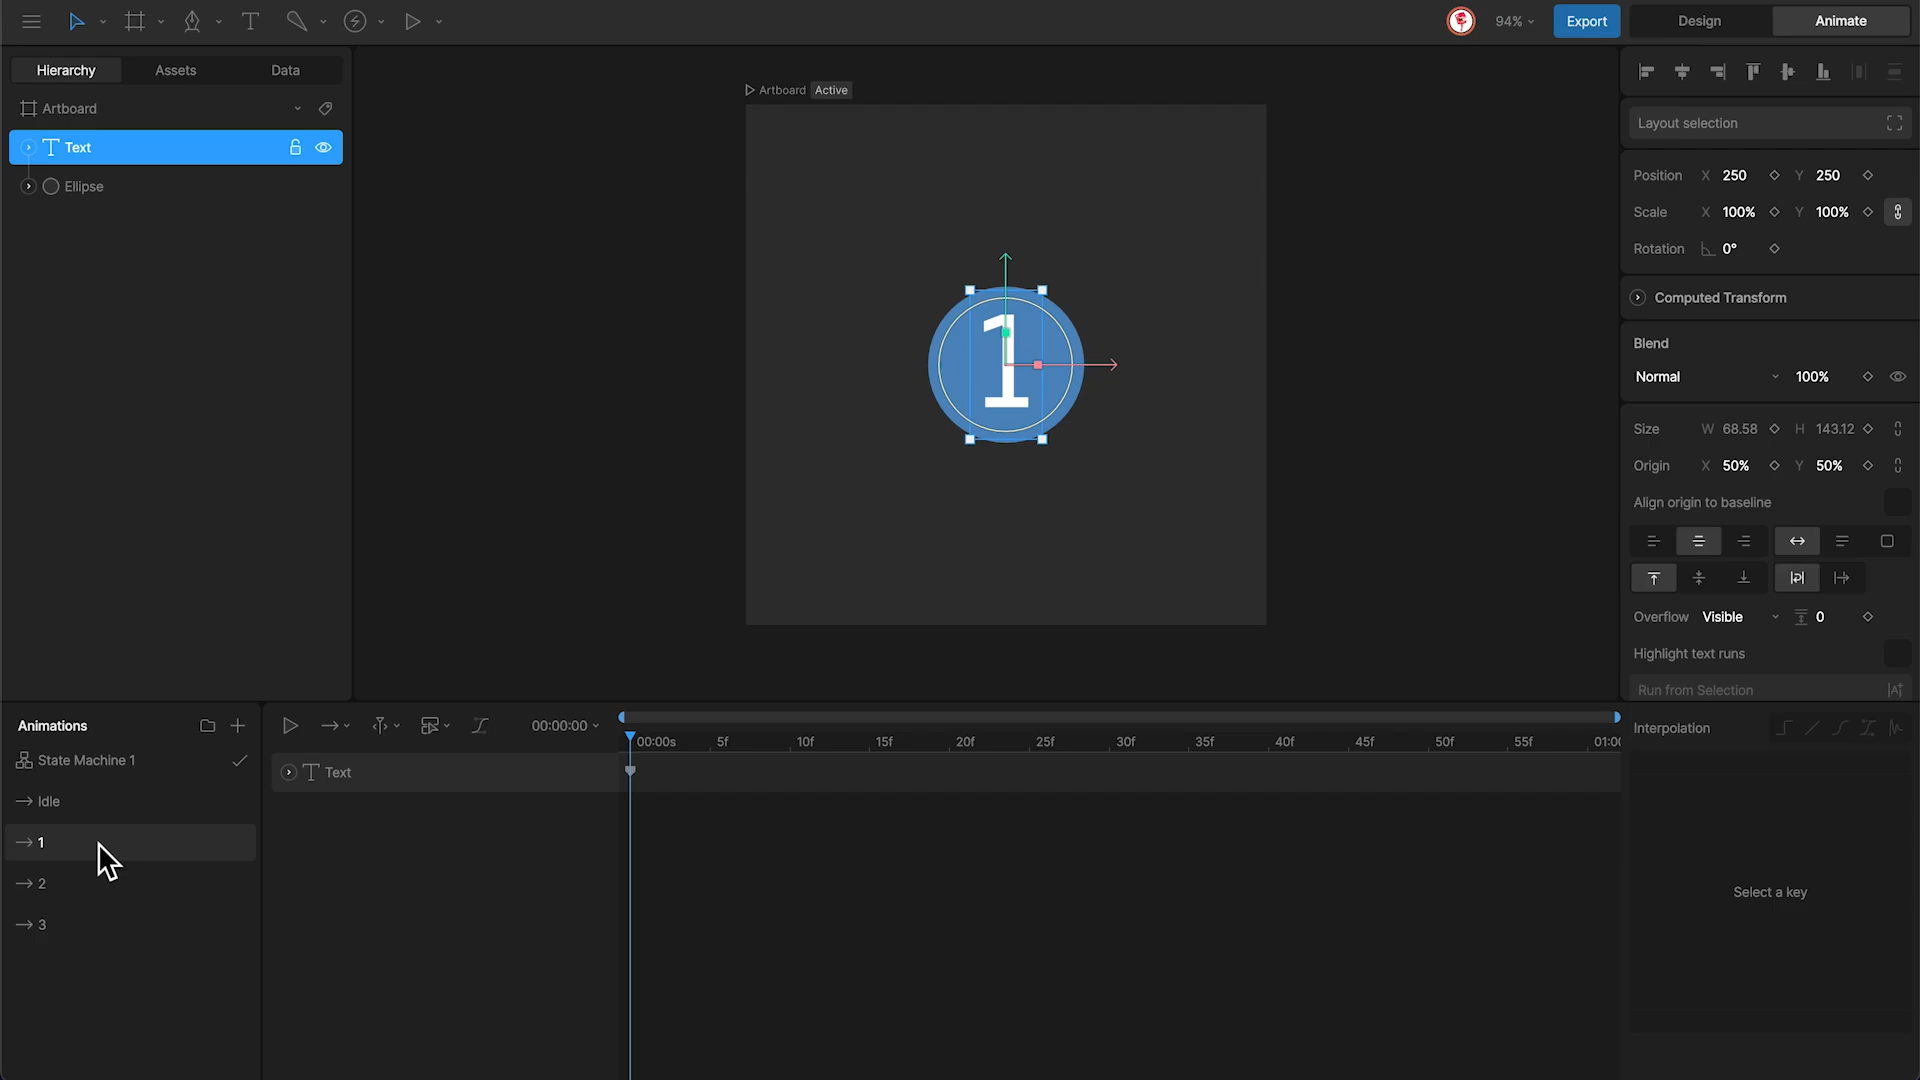 94%
Export
Design
Animate
Hierarchy
Assets
Data
Artboard
Text
Ellipse
Artboard Active
1
Layout selection
Position X 250 Y 250
Scale X 100% Y 100%
Rotation 0°
Computed Transform
Blend
Normal 100%
Size W 68.58 H 143.12
Origin X 50% Y 50%
Align origin to baseline
Overflow Visible 0
Highlight text runs
Run from Selection
Animations
State Machine 1
Idle
1
2
3
00:00:00
00:00s 5f 10f 15f 20f 25f 30f 35f 40f 45f 50f 55f
Text
Interpolation
Select a key